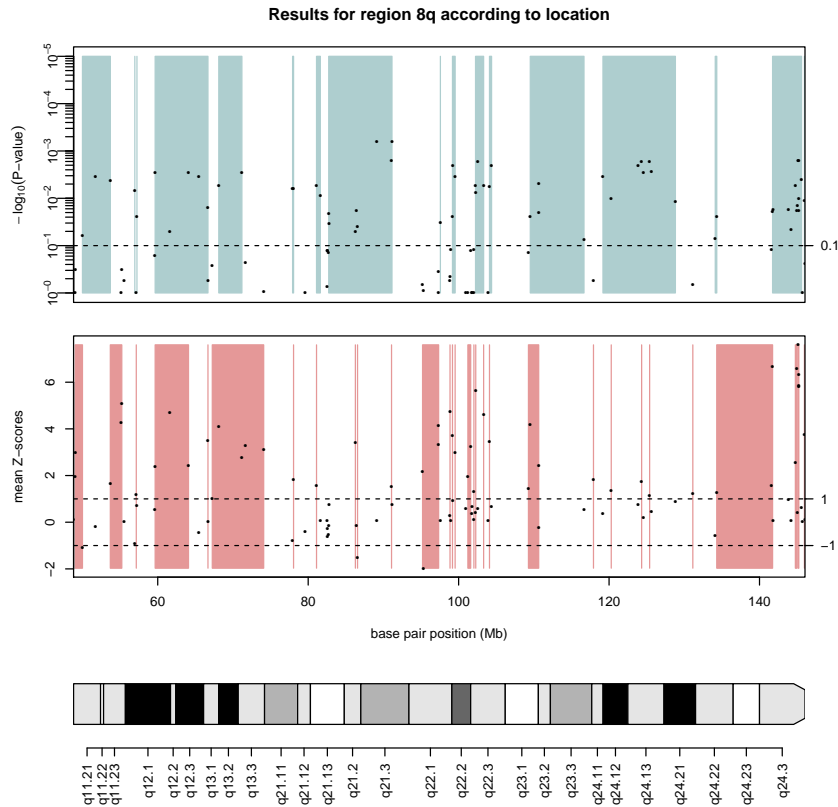 Results for region 8q according to location
− log₁₀(P−value)
10⁻⁵
10⁻⁴
10⁻³
10⁻²
10⁻¹
10⁻⁰
0.1
mean Z−scores
6
4
2
0
−2
1
−1
60 80 100 120 140
base pair position (Mb)
q11.21
q11.22
q11.23
q12.1
q12.2
q12.3
q13.1
q13.2
q13.3
q21.11
q21.12
q21.13
q21.2
q21.3
q22.1
q22.2
q22.3
q23.1
q23.2
q23.3
q24.11
q24.12
q24.13
q24.21
q24.22
q24.23
q24.3